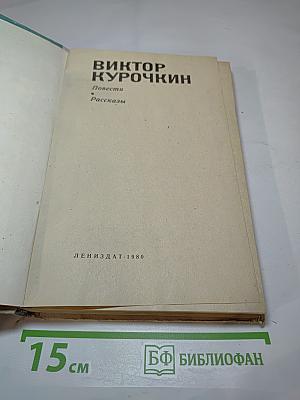 ВИКТОР
КУРОЧКИН
Повести
•
Рассказы
ЛЕНИЗДАТ·1980
15 см
БФ БИБЛИОФАН